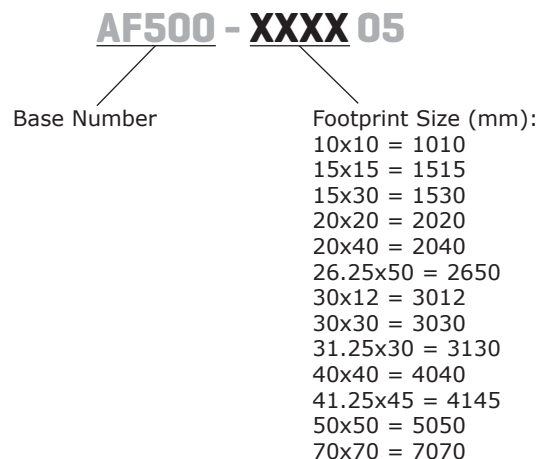 AF500 - XXXX 05
Base Number
Footprint Size (mm):
10x10 = 1010
15x15 = 1515
15x30 = 1530
20x20 = 2020
20x40 = 2040
26.25x50 = 2650
30x12 = 3012
30x30 = 3030
31.25x30 = 3130
40x40 = 4040
41.25x45 = 4145
50x50 = 5050
70x70 = 7070